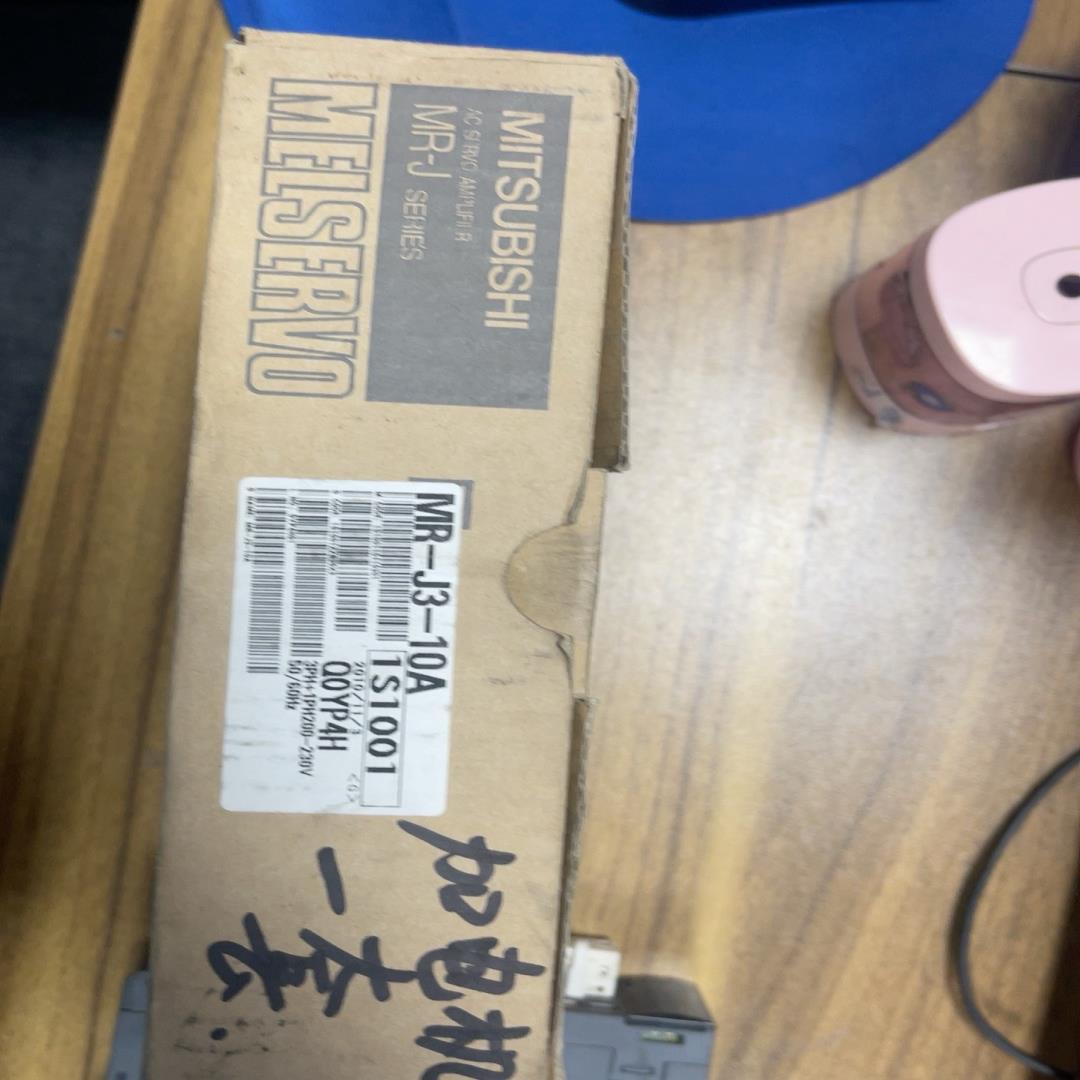 MITSUBISHI
AC SERVO AMPLIFIER
MR-J SERIES
MELSERVO
MR-J3-10A
1S1001
2010/11/3
Q0YP4H
<G>
3PH+1PH200-230V
50/60Hz
加电机
一套.